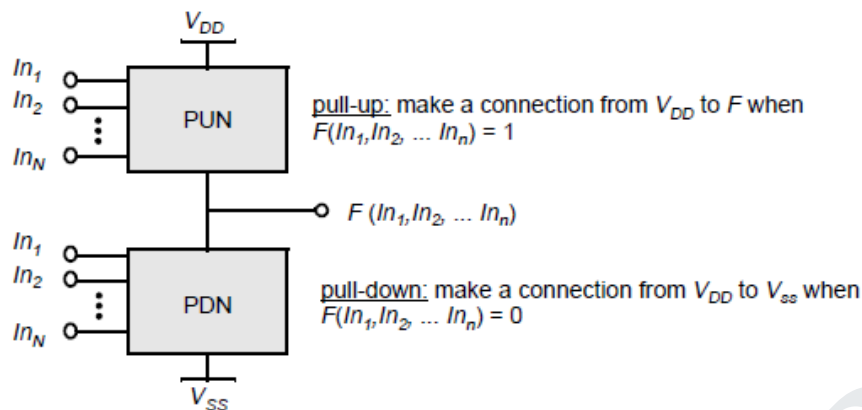 V_DD
In_1
In_2
In_N
PUN
pull-up: make a connection from V_DD to F when
F(In_1,In_2, ... In_n) = 1
F (In_1,In_2, ... In_n)
In_1
In_2
In_N
PDN
pull-down: make a connection from V_DD to V_ss when
F(In_1,In_2, ... In_n) = 0
V_SS